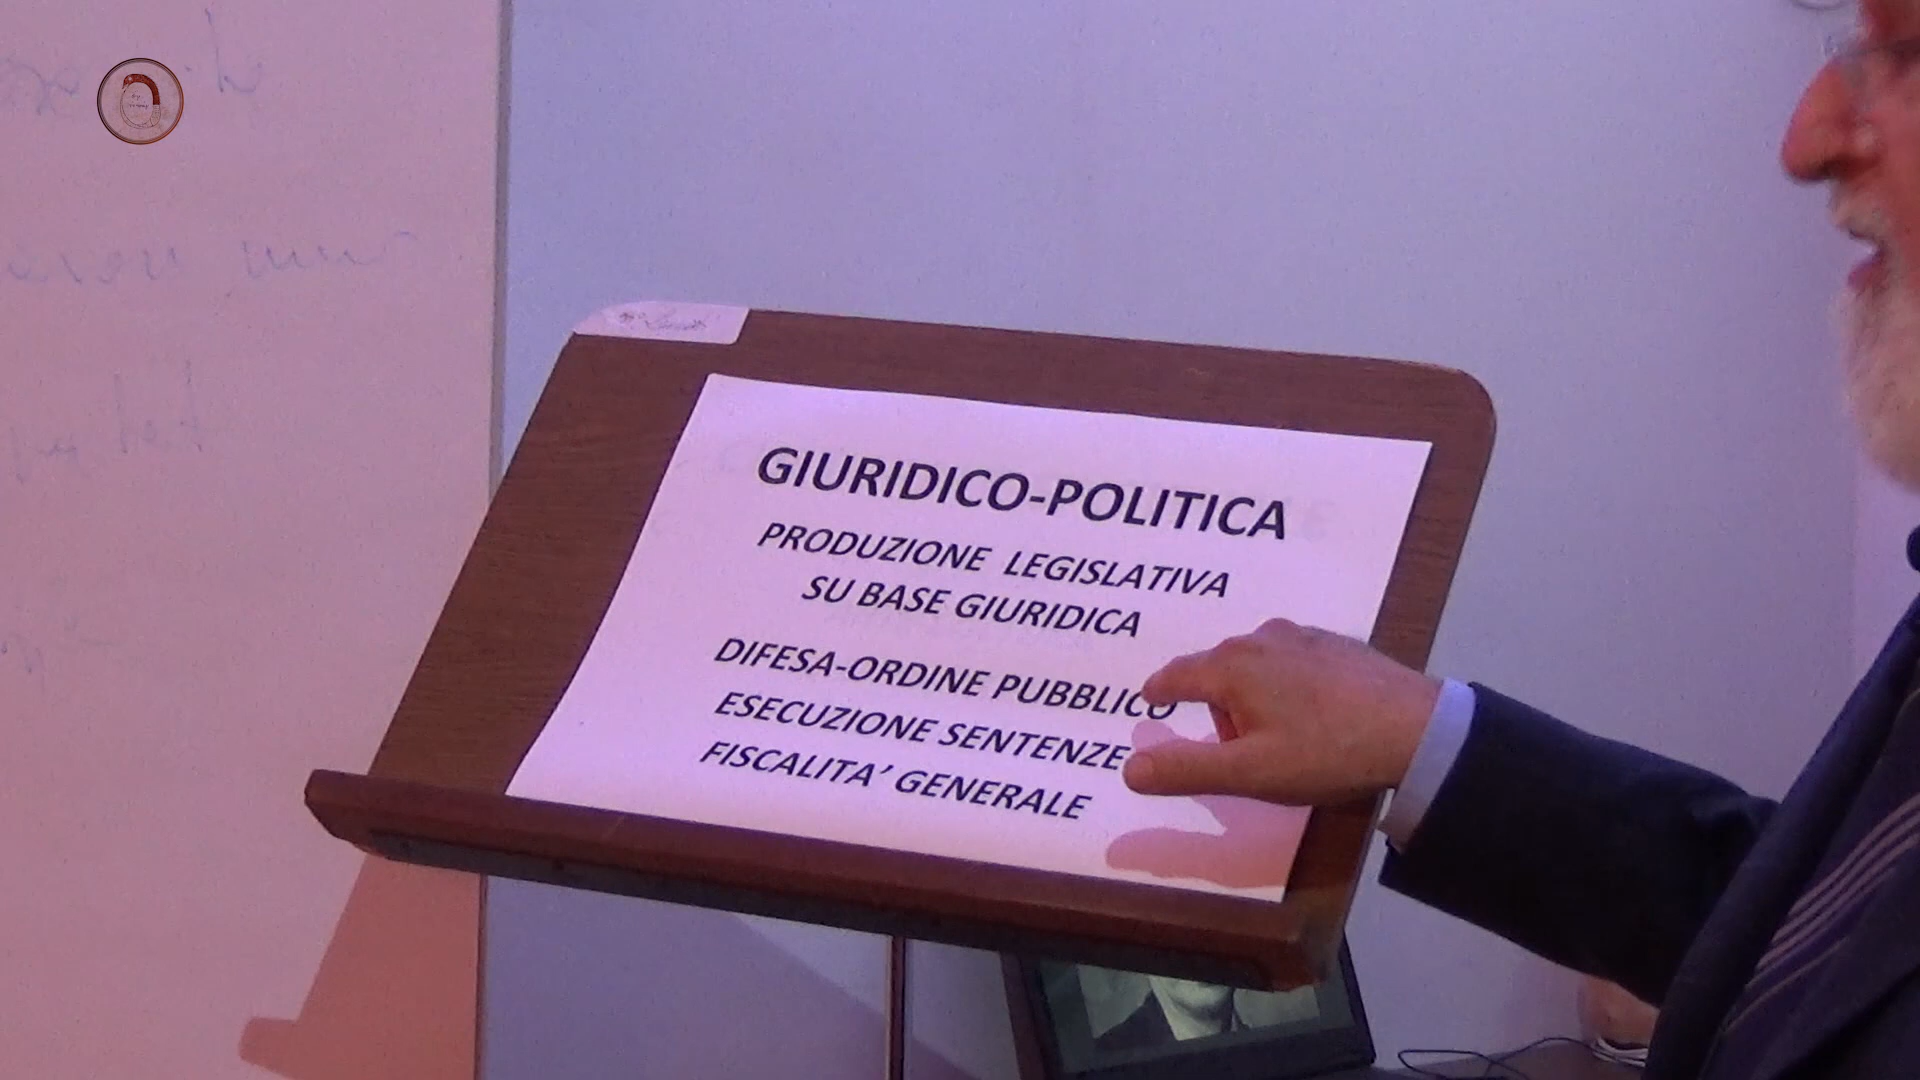 GIURIDICO-POLITICA
PRODUZIONE LEGISLATIVA
SU BASE GIURIDICA
DIFESA-ORDINE PUBBLICO
ESECUZIONE SENTENZE
FISCALITA' GENERALE